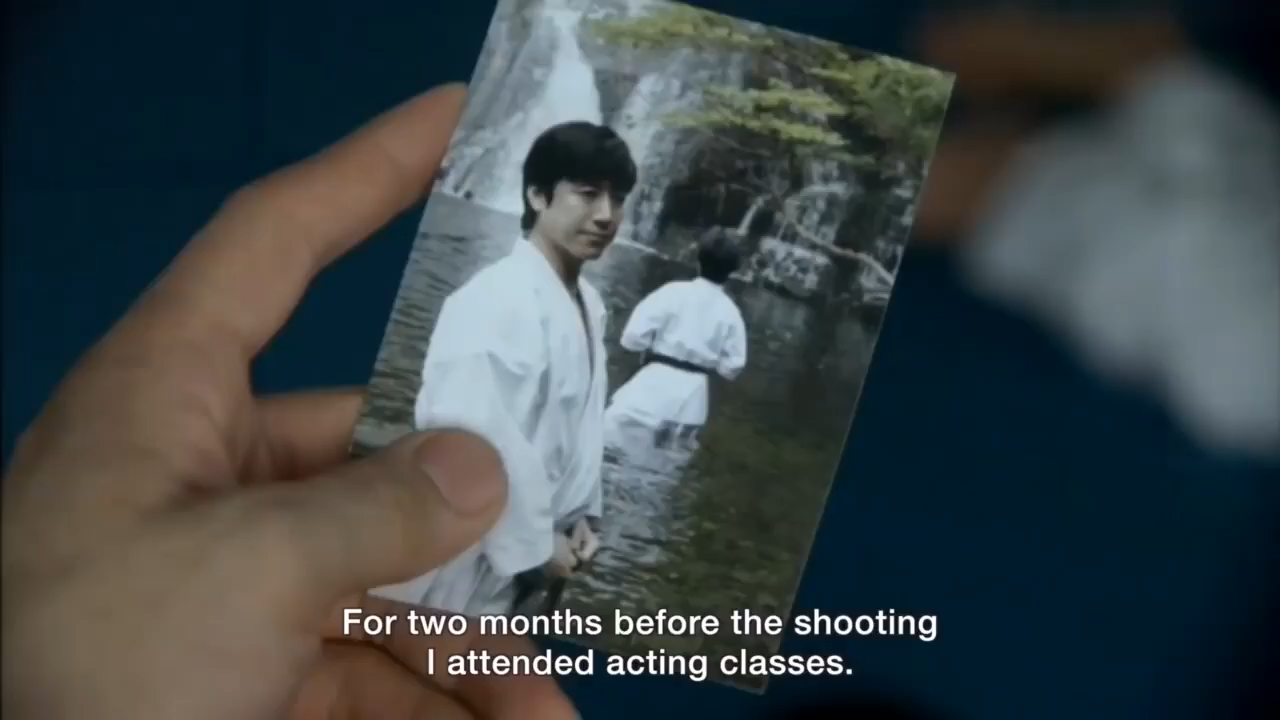 For two months before the shooting
I attended acting classes.